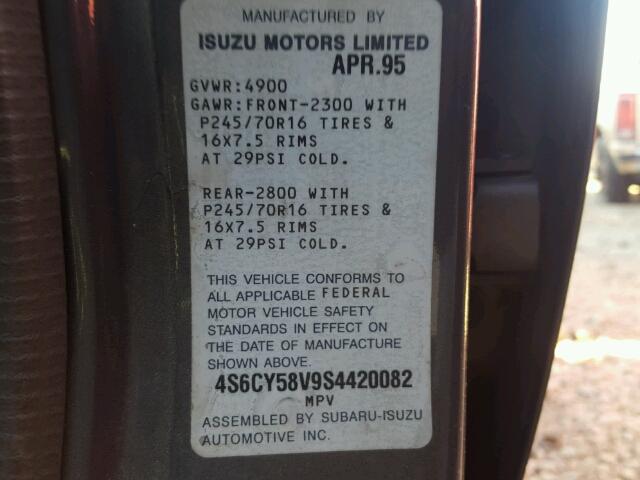 MANUFACTURED BY
ISUZU MOTORS LIMITED
APR.95
GVWR:4900
GAWR:FRONT-2300 WITH
P245/70R16 TIRES &
16X7.5 RIMS
AT 29PSI COLD.
REAR-2800 WITH
P245/70R16 TIRES &
16X7.5 RIMS
AT 29PSI COLD.
THIS VEHICLE CONFORMS TO
ALL APPLICABLE FEDERAL
MOTOR VEHICLE SAFETY
STANDARDS IN EFFECT ON
THE DATE OF MANUFACTURE
SHOWN ABOVE.
4S6CY58V9S4420082
MPV
ASSEMBLED BY SUBARU-ISUZU
AUTOMOTIVE INC.